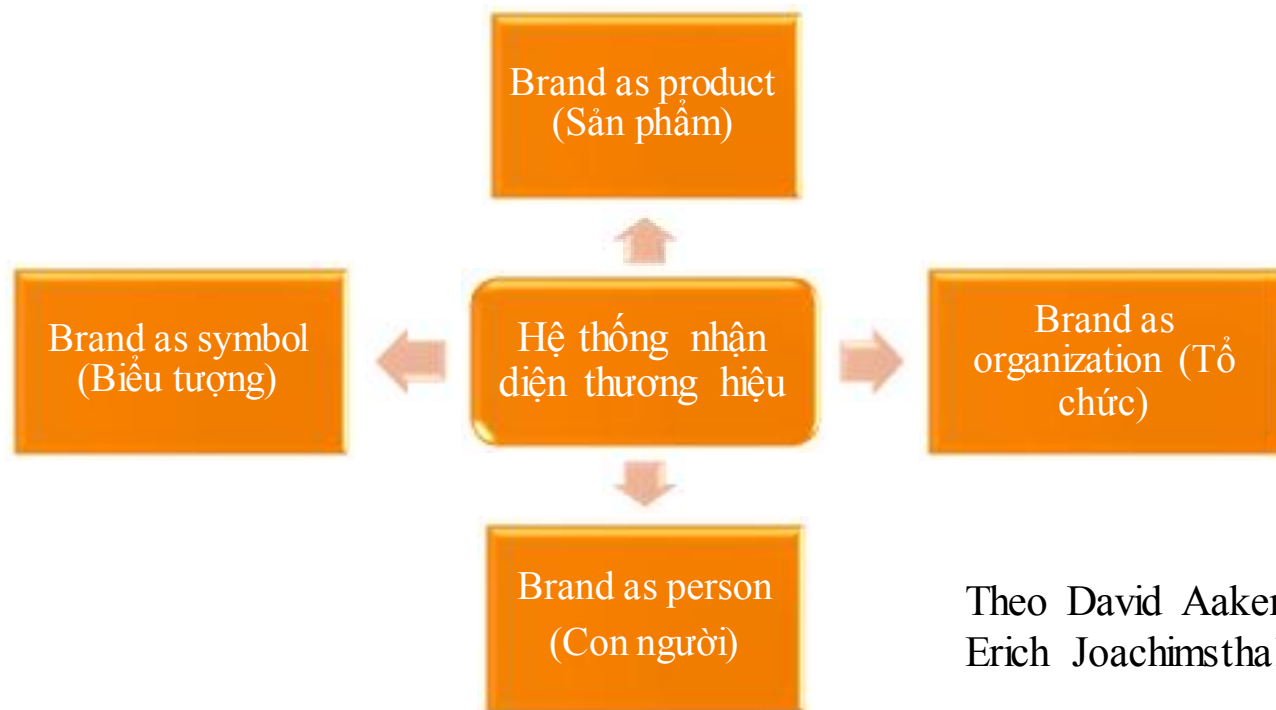 Brand as product
(Sản phẩm)
Brand as symbol
(Biểu tượng)
Hệ thống nhận
diện thương hiệu
Brand as
organization (Tổ
chức)
Brand as person
(Con người)
Theo David Aaker
Erich Joachimstha